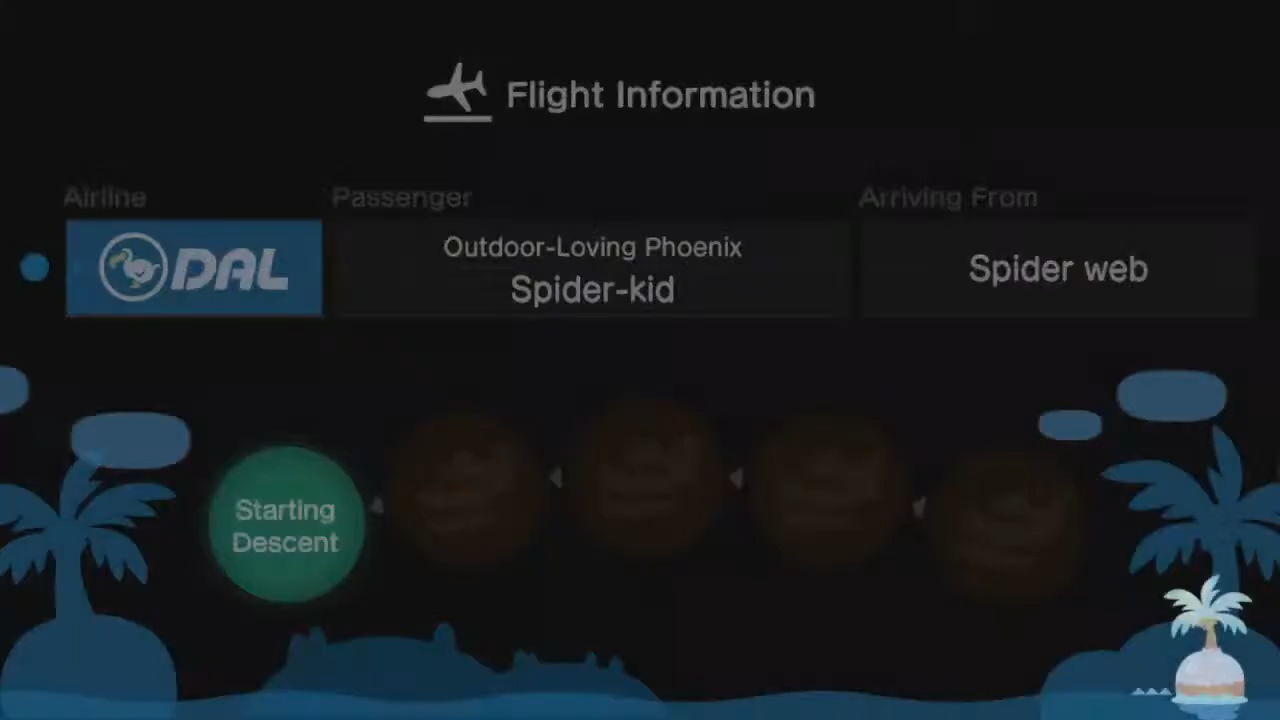 Flight Information
Airline
Passenger
Arriving From
DAL
Outdoor-Loving Phoenix
Spider-kid
Spider web
Starting
Descent